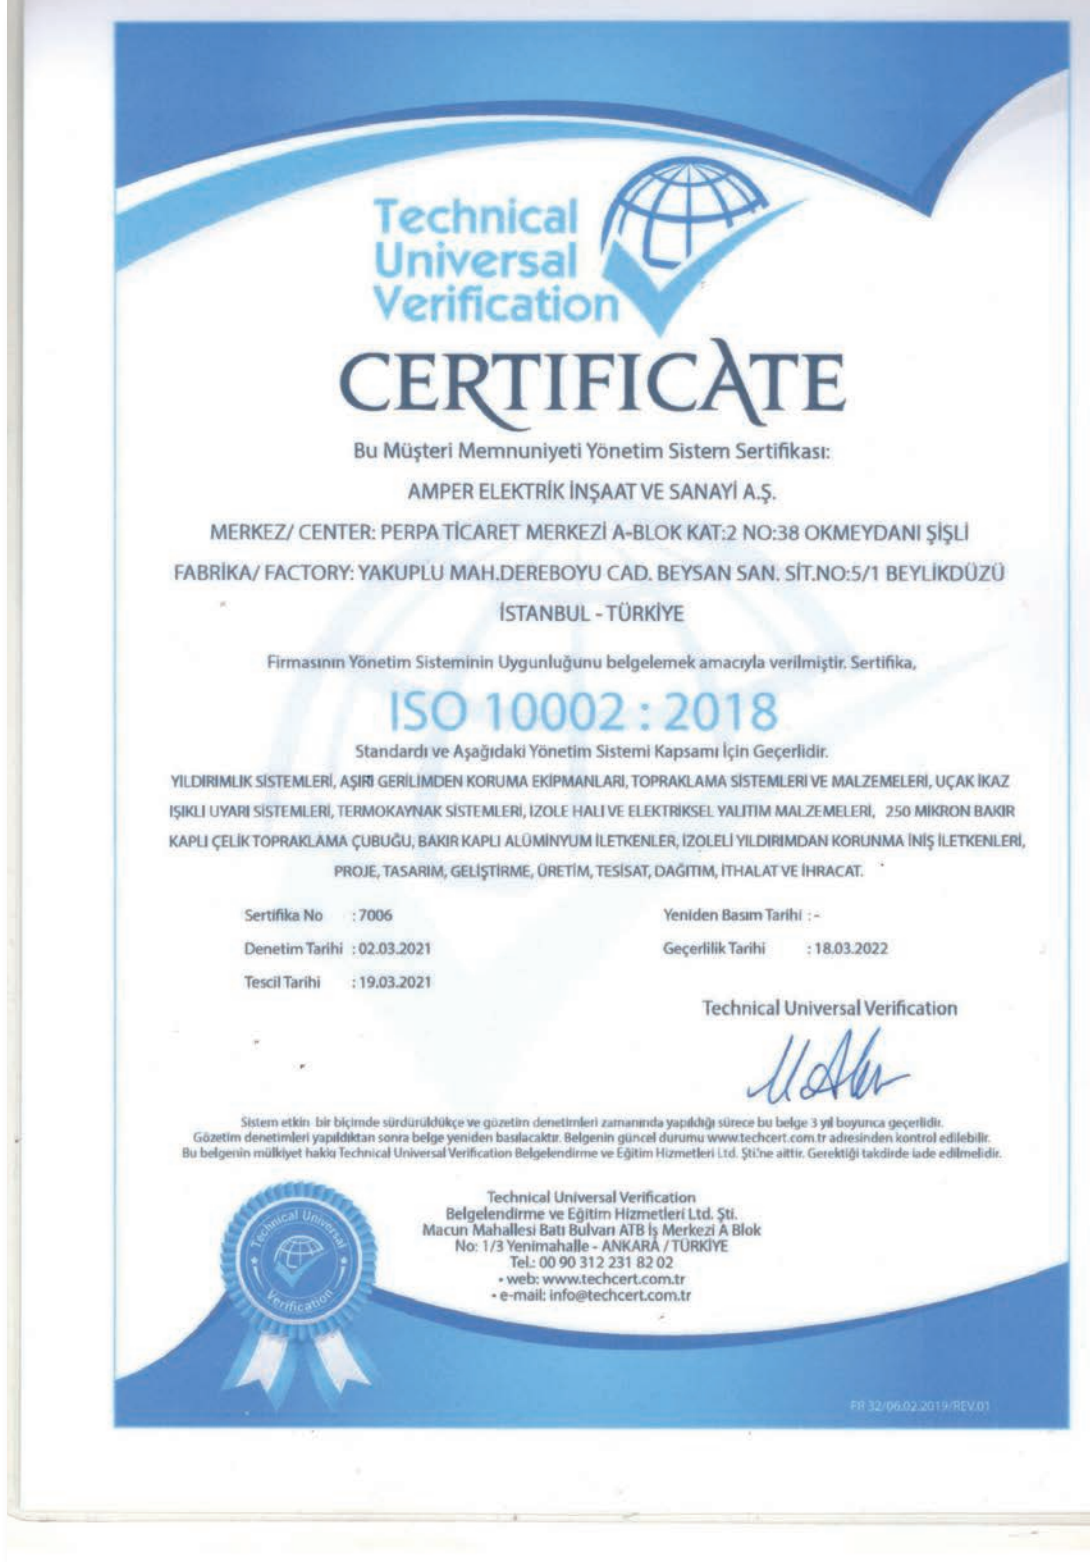 Technical
Universal
Verification
CERTIFICATE
Bu Müşteri Memnuniyeti Yönetim Sistem Sertifikası:
AMPER ELEKTRİK İNŞAAT VE SANAYİ A.Ş.
MERKEZ/ CENTER: PERPA TİCARET MERKEZİ A-BLOK KAT:2 NO:38 OKMEYDANI ŞİŞLİ
FABRİKA/ FACTORY: YAKUPLU MAH.DEREBOYU CAD. BEYSAN SAN. SİT.NO:5/1 BEYLİKDÜZÜ
İSTANBUL - TÜRKİYE
Firmasının Yönetim Sisteminin Uygunluğunu belgelemek amacıyla verilmiştir. Sertifika,
ISO 10002 : 2018
Standardı ve Aşağıdaki Yönetim Sistemi Kapsamı İçin Geçerlidir.
YILDIRIMLIK SİSTEMLERİ, AŞIRI GERİLİMDEN KORUMA EKİPMANLARI, TOPRAKLAMA SİSTEMLERİ VE MALZEMELERİ, UÇAK İKAZ
IŞIKLI UYARI SİSTEMLERİ, TERMOKAYNAK SİSTEMLERİ, İZOLE HALI VE ELEKTRİKSEL YALITIM MALZEMELERİ, 250 MİKRON BAKIR
KAPLI ÇELİK TOPRAKLAMA ÇUBUĞU, BAKIR KAPLI ALÜMİNYUM İLETKENLER, İZOLELİ YILDIRIMDAN KORUNMA İNİŞ İLETKENLERİ,
PROJE, TASARIM, GELİŞTİRME, ÜRETİM, TESİSAT, DAĞITIM, İTHALAT VE İHRACAT.
Sertifika No : 7006
Yeniden Basım Tarihi : -
Denetim Tarihi : 02.03.2021
Geçerlilik Tarihi : 18.03.2022
Tescil Tarihi : 19.03.2021
Technical Universal Verification
Sistem etkin bir biçimde sürdürüldükçe ve gözetim denetimleri zamanında yapıldığı sürece bu belge 3 yıl boyunca geçerlidir.
Gözetim denetimleri yapıldıktan sonra belge yeniden basılacaktır. Belgenin güncel durumu www.techcert.com.tr adresinden kontrol edilebilir.
Bu belgenin mülkiyet hakkı Technical Universal Verification Belgelendirme ve Eğitim Hizmetleri Ltd. Şti.'ne aittir. Gerektiği takdirde iade edilmelidir.
Technical Universal Verification
Belgelendirme ve Eğitim Hizmetleri Ltd. Şti.
Macun Mahallesi Batı Bulvarı ATB İş Merkezi A Blok
No: 1/3 Yenimahalle - ANKARA / TÜRKİYE
Tel.: 00 90 312 231 82 02
• web: www.techcert.com.tr
• e-mail: info@techcert.com.tr
Technical Universal
Verification
FR 32/06.02.2019/REV.01